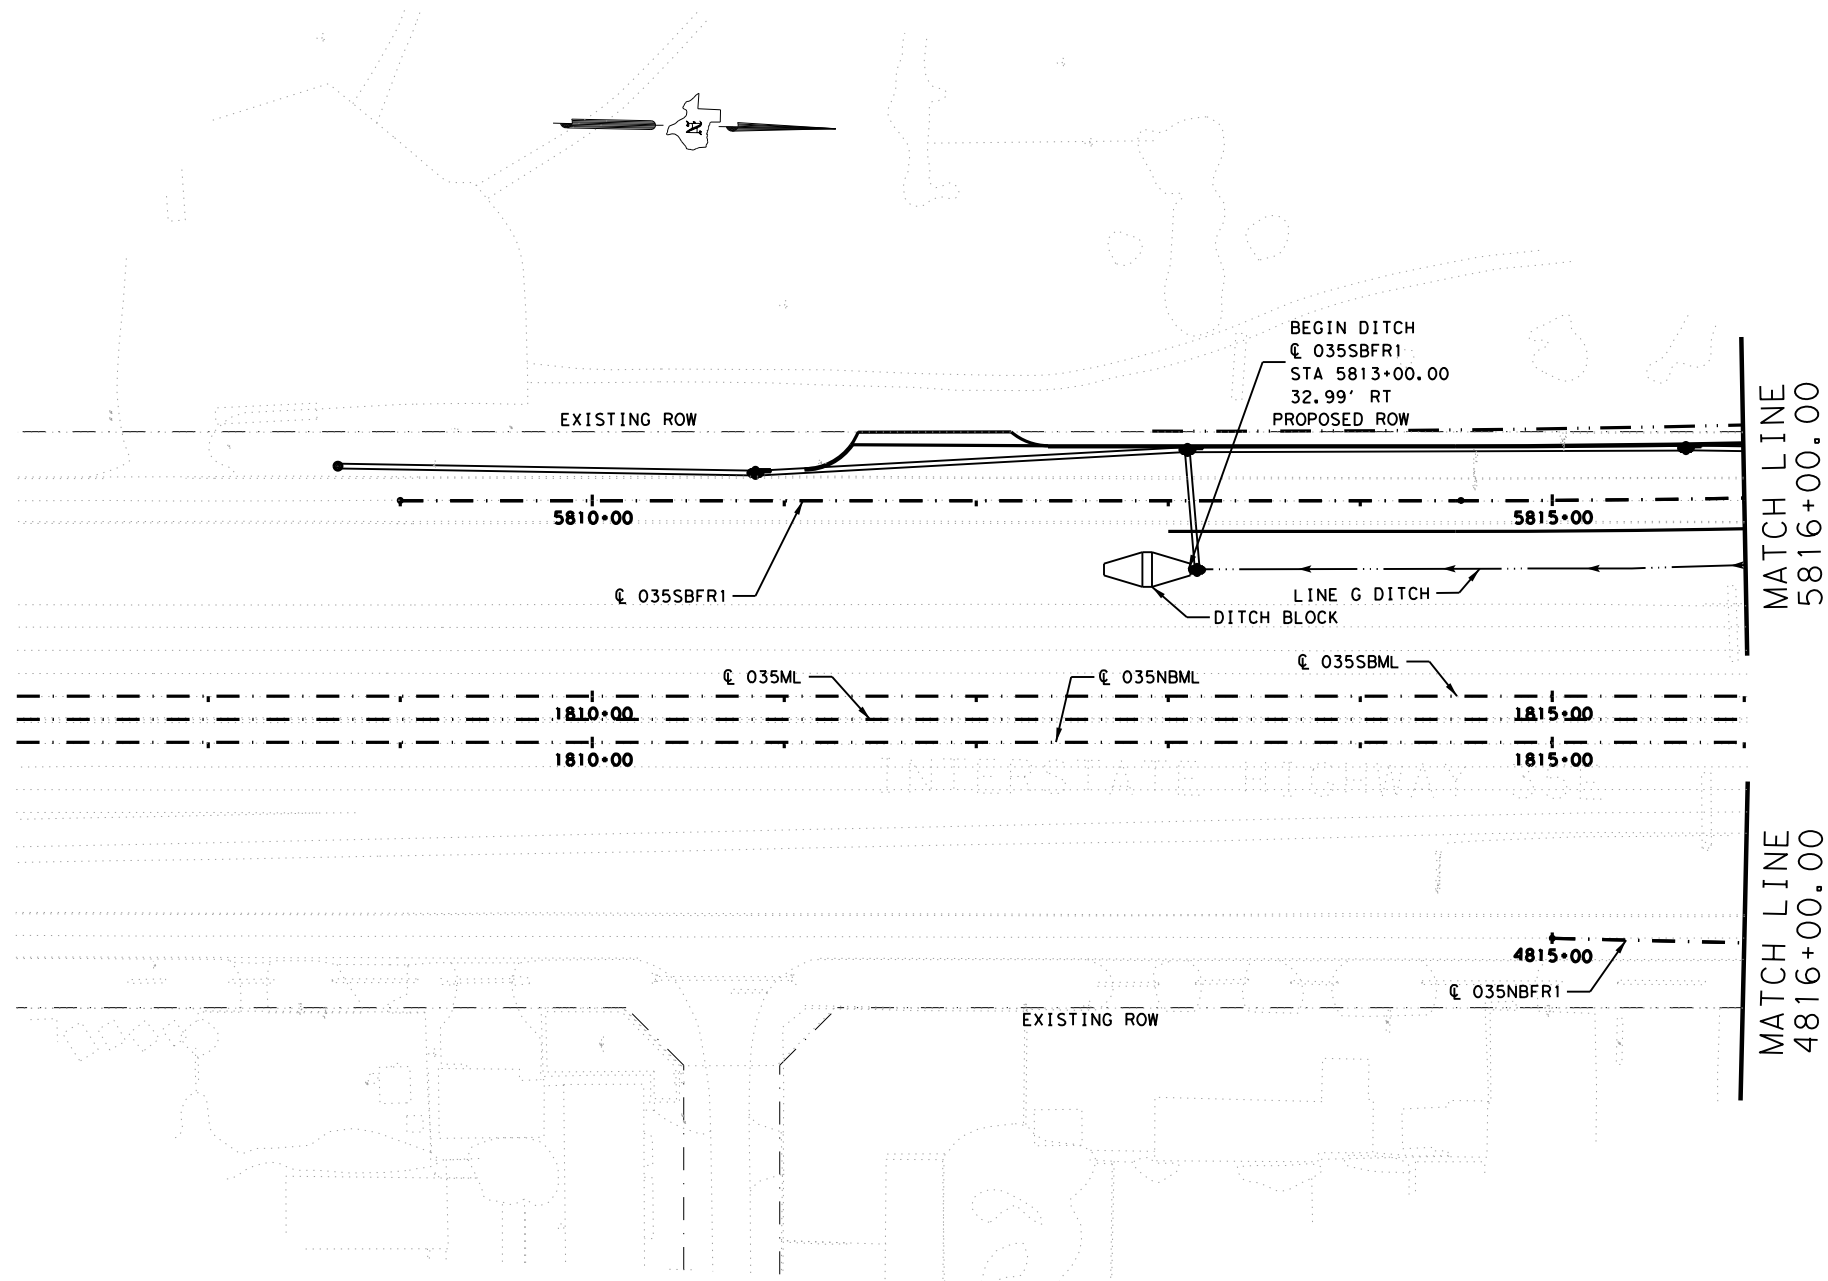 N
BEGIN DITCH
℄ 035SBFR1
STA 5813+00.00
32.99' RT
EXISTING ROW
PROPOSED ROW
5810+00
5815+00
MATCH LINE
5816+00.00
℄ 035SBFR1
LINE G DITCH
DITCH BLOCK
℄ 035ML
℄ 035NBML
℄ 035SBML
1810+00
1815+00
1810+00
1815+00
INTERSTATE HIGHWAY 35E
MATCH LINE
4816+00.00
4815+00
℄ 035NBFR1
EXISTING ROW